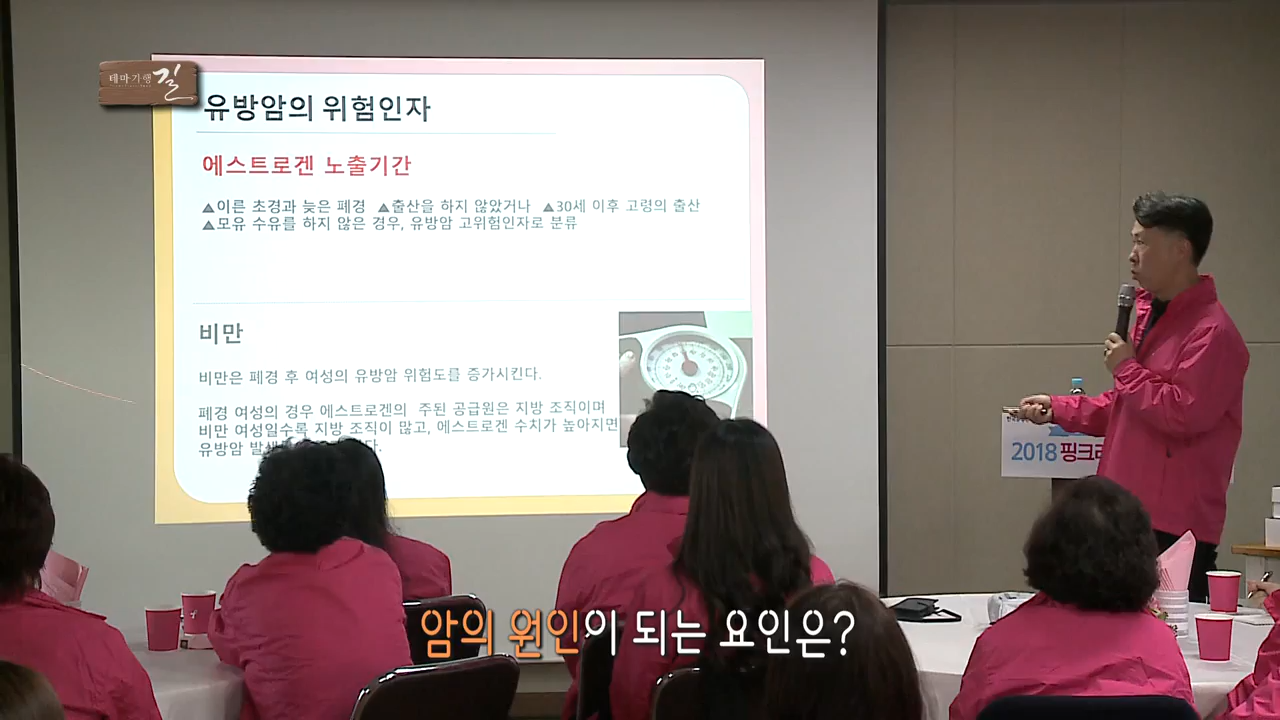 테마기행 길
유방암의 위험인자
에스트로겐 노출기간
▲이른 초경과 늦은 폐경 ▲출산을 하지 않았거나 ▲30세 이후 고령의 출산
▲모유 수유를 하지 않은 경우, 유방암 고위험인자로 분류
비만
비만은 폐경 후 여성의 유방암 위험도를 증가시킨다.
폐경 여성의 경우 에스트로겐의 주된 공급원은 지방 조직이며
비만 여성일수록 지방 조직이 많고, 에스트로겐 수치가 높아지면
유방암 발생
2018 핑크
암의 원인이 되는 요인은?